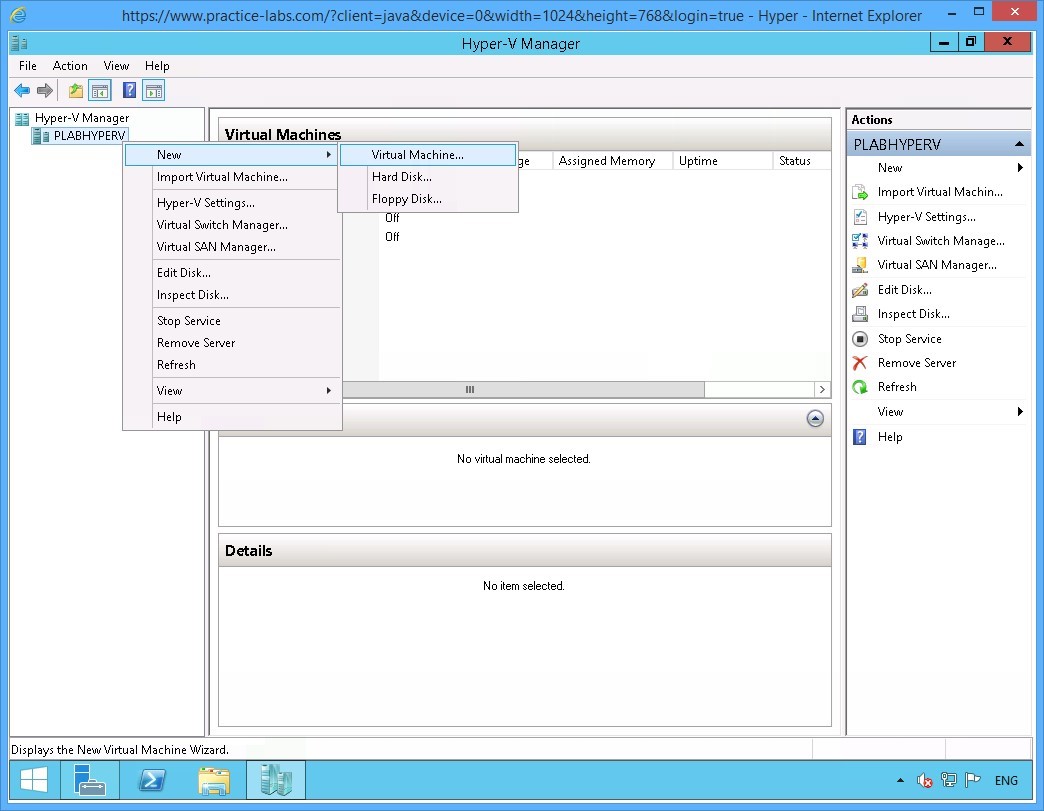 https://www.practice-labs.com/?client=java&device=0&width=1024&height=768&login=true - Hyper - Internet Explorer
Hyper-V Manager
File Action View Help
Hyper-V Manager
PLABHYPERV
Virtual Machines
Assigned Memory Uptime Status
Off
Off
New
Import Virtual Machine...
Hyper-V Settings...
Virtual Switch Manager...
Virtual SAN Manager...
Edit Disk...
Inspect Disk...
Stop Service
Remove Server
Refresh
View
Help
Virtual Machine...
Hard Disk...
Floppy Disk...
No virtual machine selected.
Details
No item selected.
Actions
PLABHYPERV
New
Import Virtual Machin...
Hyper-V Settings...
Virtual Switch Manage...
Virtual SAN Manager...
Edit Disk...
Inspect Disk...
Stop Service
Remove Server
Refresh
View
Help
Displays the New Virtual Machine Wizard.
ENG